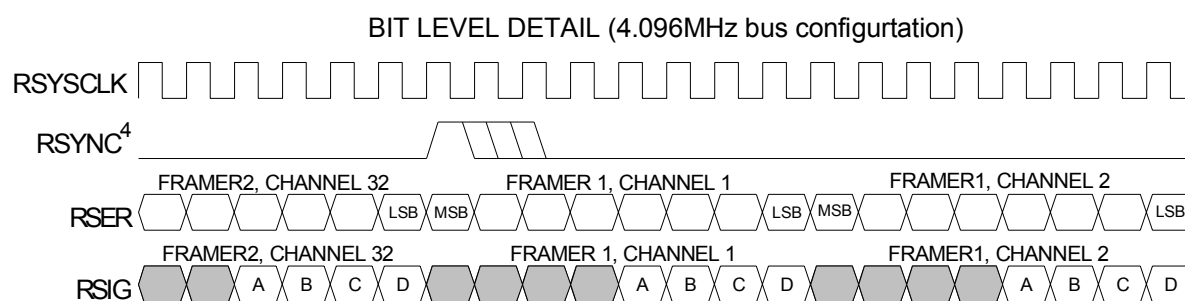 BIT LEVEL DETAIL (4.096MHz bus configurtation)
RSYSCLK
RSYNC4
FRAMER2, CHANNEL 32 FRAMER 1, CHANNEL 1 FRAMER1, CHANNEL 2
RSER LSB MSB LSB MSB LSB
FRAMER2, CHANNEL 32 FRAMER 1, CHANNEL 1 FRAMER1, CHANNEL 2
RSIG A B C D A B C D A B C D